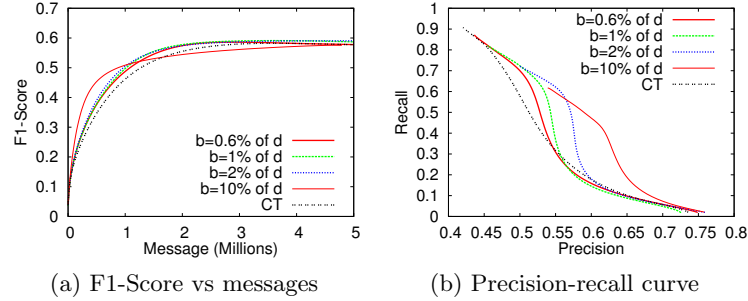 0.7
0.6
0.5
0.4
0.3
0.2
0.1
0
F1-Score
b=0.6% of d
b=1% of d
b=2% of d
b=10% of d
CT
0 1 2 3 4 5
Message (Millions)
(a) F1-Score vs messages
1
0.9
0.8
0.7
0.6
0.5
0.4
0.3
0.2
0.1
0
Recall
b=0.6% of d
b=1% of d
b=2% of d
b=10% of d
CT
0.4 0.45 0.5 0.55 0.6 0.65 0.7 0.75 0.8
Precision
(b) Precision-recall curve